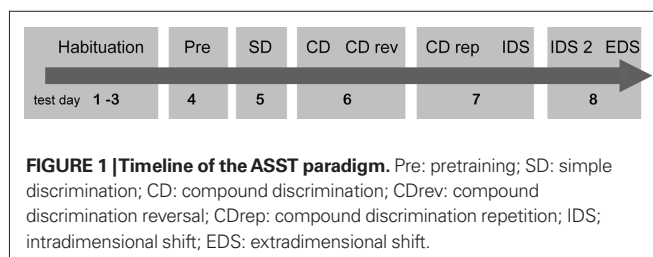 Habituation Pre SD CD CD rev CD rep IDS IDS 2 EDS
test day 1 -3 4 5 6 7 8
FIGURE 1 | Timeline of the ASST paradigm. Pre: pretraining; SD: simple
discrimination; CD: compound discrimination; CDrev: compound
discrimination reversal; CDrep: compound discrimination repetition; IDS;
intradimensional shift; EDS: extradimensional shift.